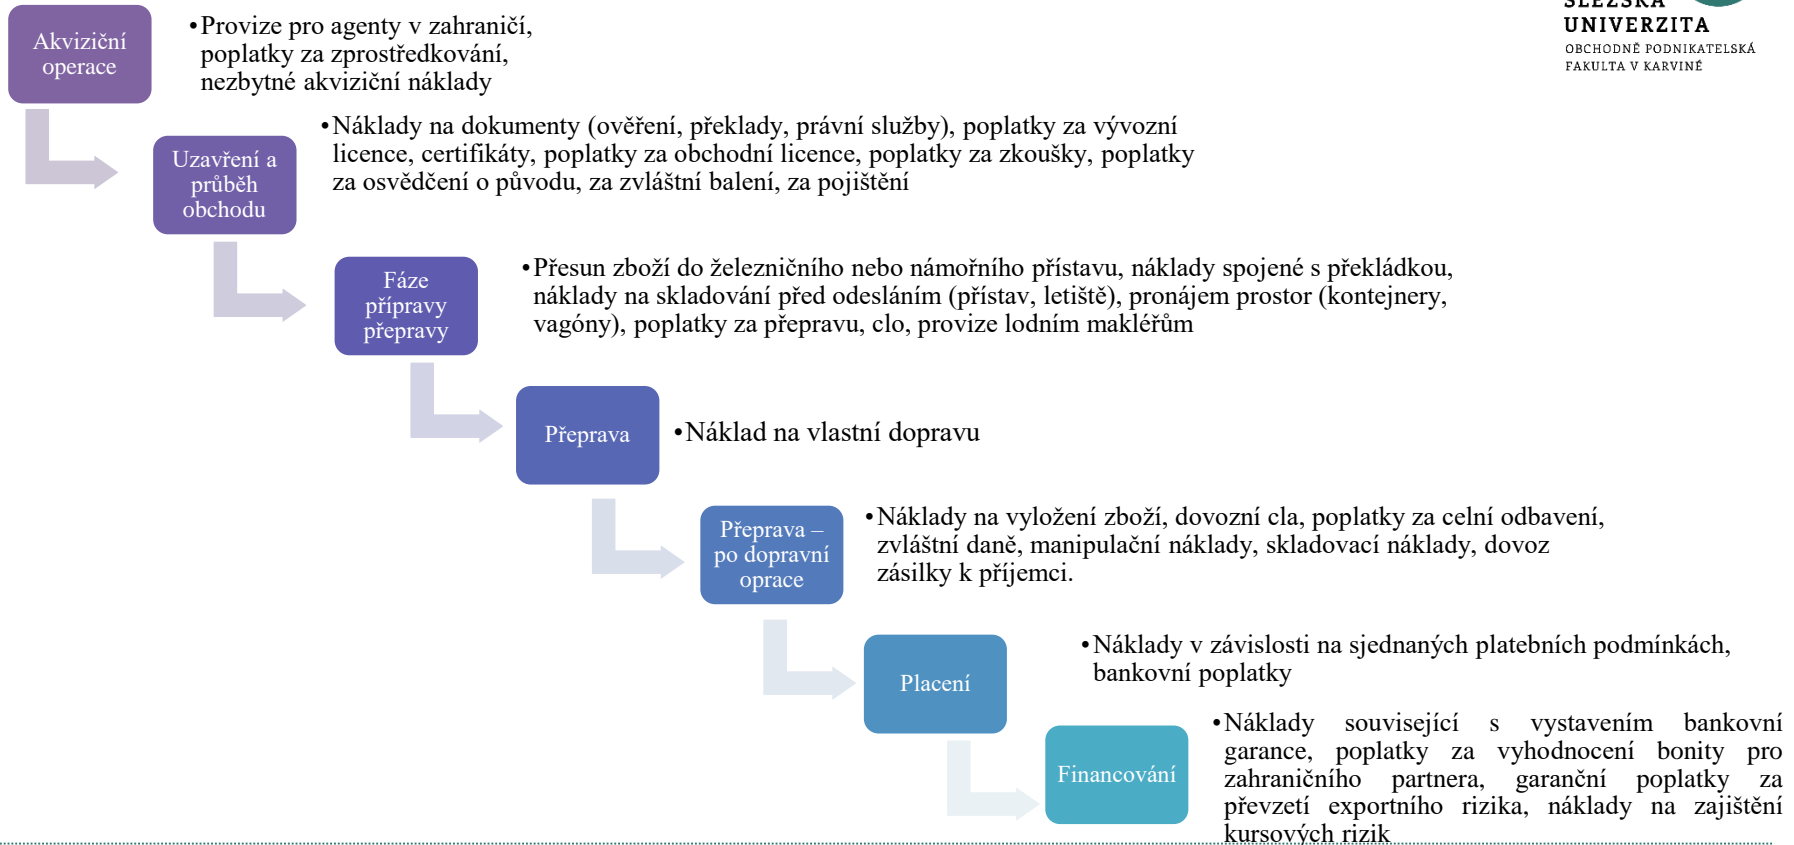 SLEZSKÁ
UNIVERZITA
OBCHODNĚ PODNIKATELSKÁ
FAKULTA V KARVINÉ
Akviziční
operace
•Provize pro agenty v zahraničí,
poplatky za zprostředkování,
nezbytné akviziční náklady
Uzavření a
průběh
obchodu
•Náklady na dokumenty (ověření, překlady, právní služby), poplatky za vývozní
licence, certifikáty, poplatky za obchodní licence, poplatky za zkoušky, poplatky
za osvědčení o původu, za zvláštní balení, za pojištění
Fáze
přípravy
přepravy
•Přesun zboží do železničního nebo námořního přístavu, náklady spojené s překládkou,
náklady na skladování před odesláním (přístav, letiště), pronájem prostor (kontejnery,
vagóny), poplatky za přepravu, clo, provize lodním makléřům
Přeprava
•Náklad na vlastní dopravu
Přeprava –
po dopravní
oprace
•Náklady na vyložení zboží, dovozní cla, poplatky za celní odbavení,
zvláštní daně, manipulační náklady, skladovací náklady, dovoz
zásilky k příjemci.
Placení
•Náklady v závislosti na sjednaných platebních podmínkách,
bankovní poplatky
Financování
•Náklady související s vystavením bankovní
garance, poplatky za vyhodnocení bonity pro
zahraničního partnera, garanční poplatky za
převzetí exportního rizika, náklady na zajištění
kursových rizik